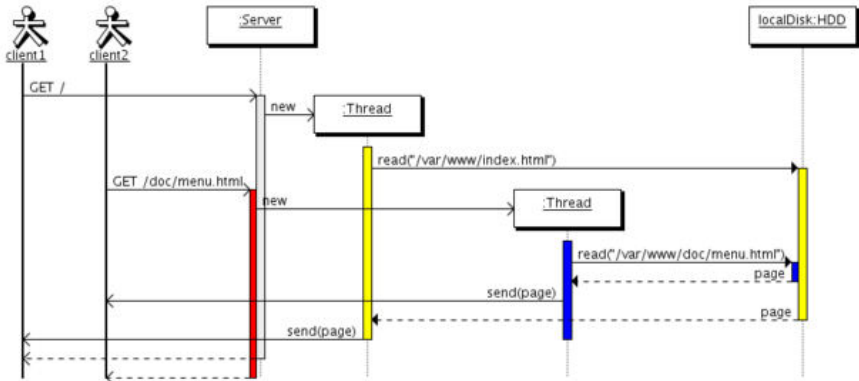 :Server
localDisk:HDD
client1
client2
GET /
new
:Thread
read("/var/www/index.html")
GET /doc/menu.html
new
:Thread
read("/var/www/doc/menu.html")
page
send(page)
page
send(page)